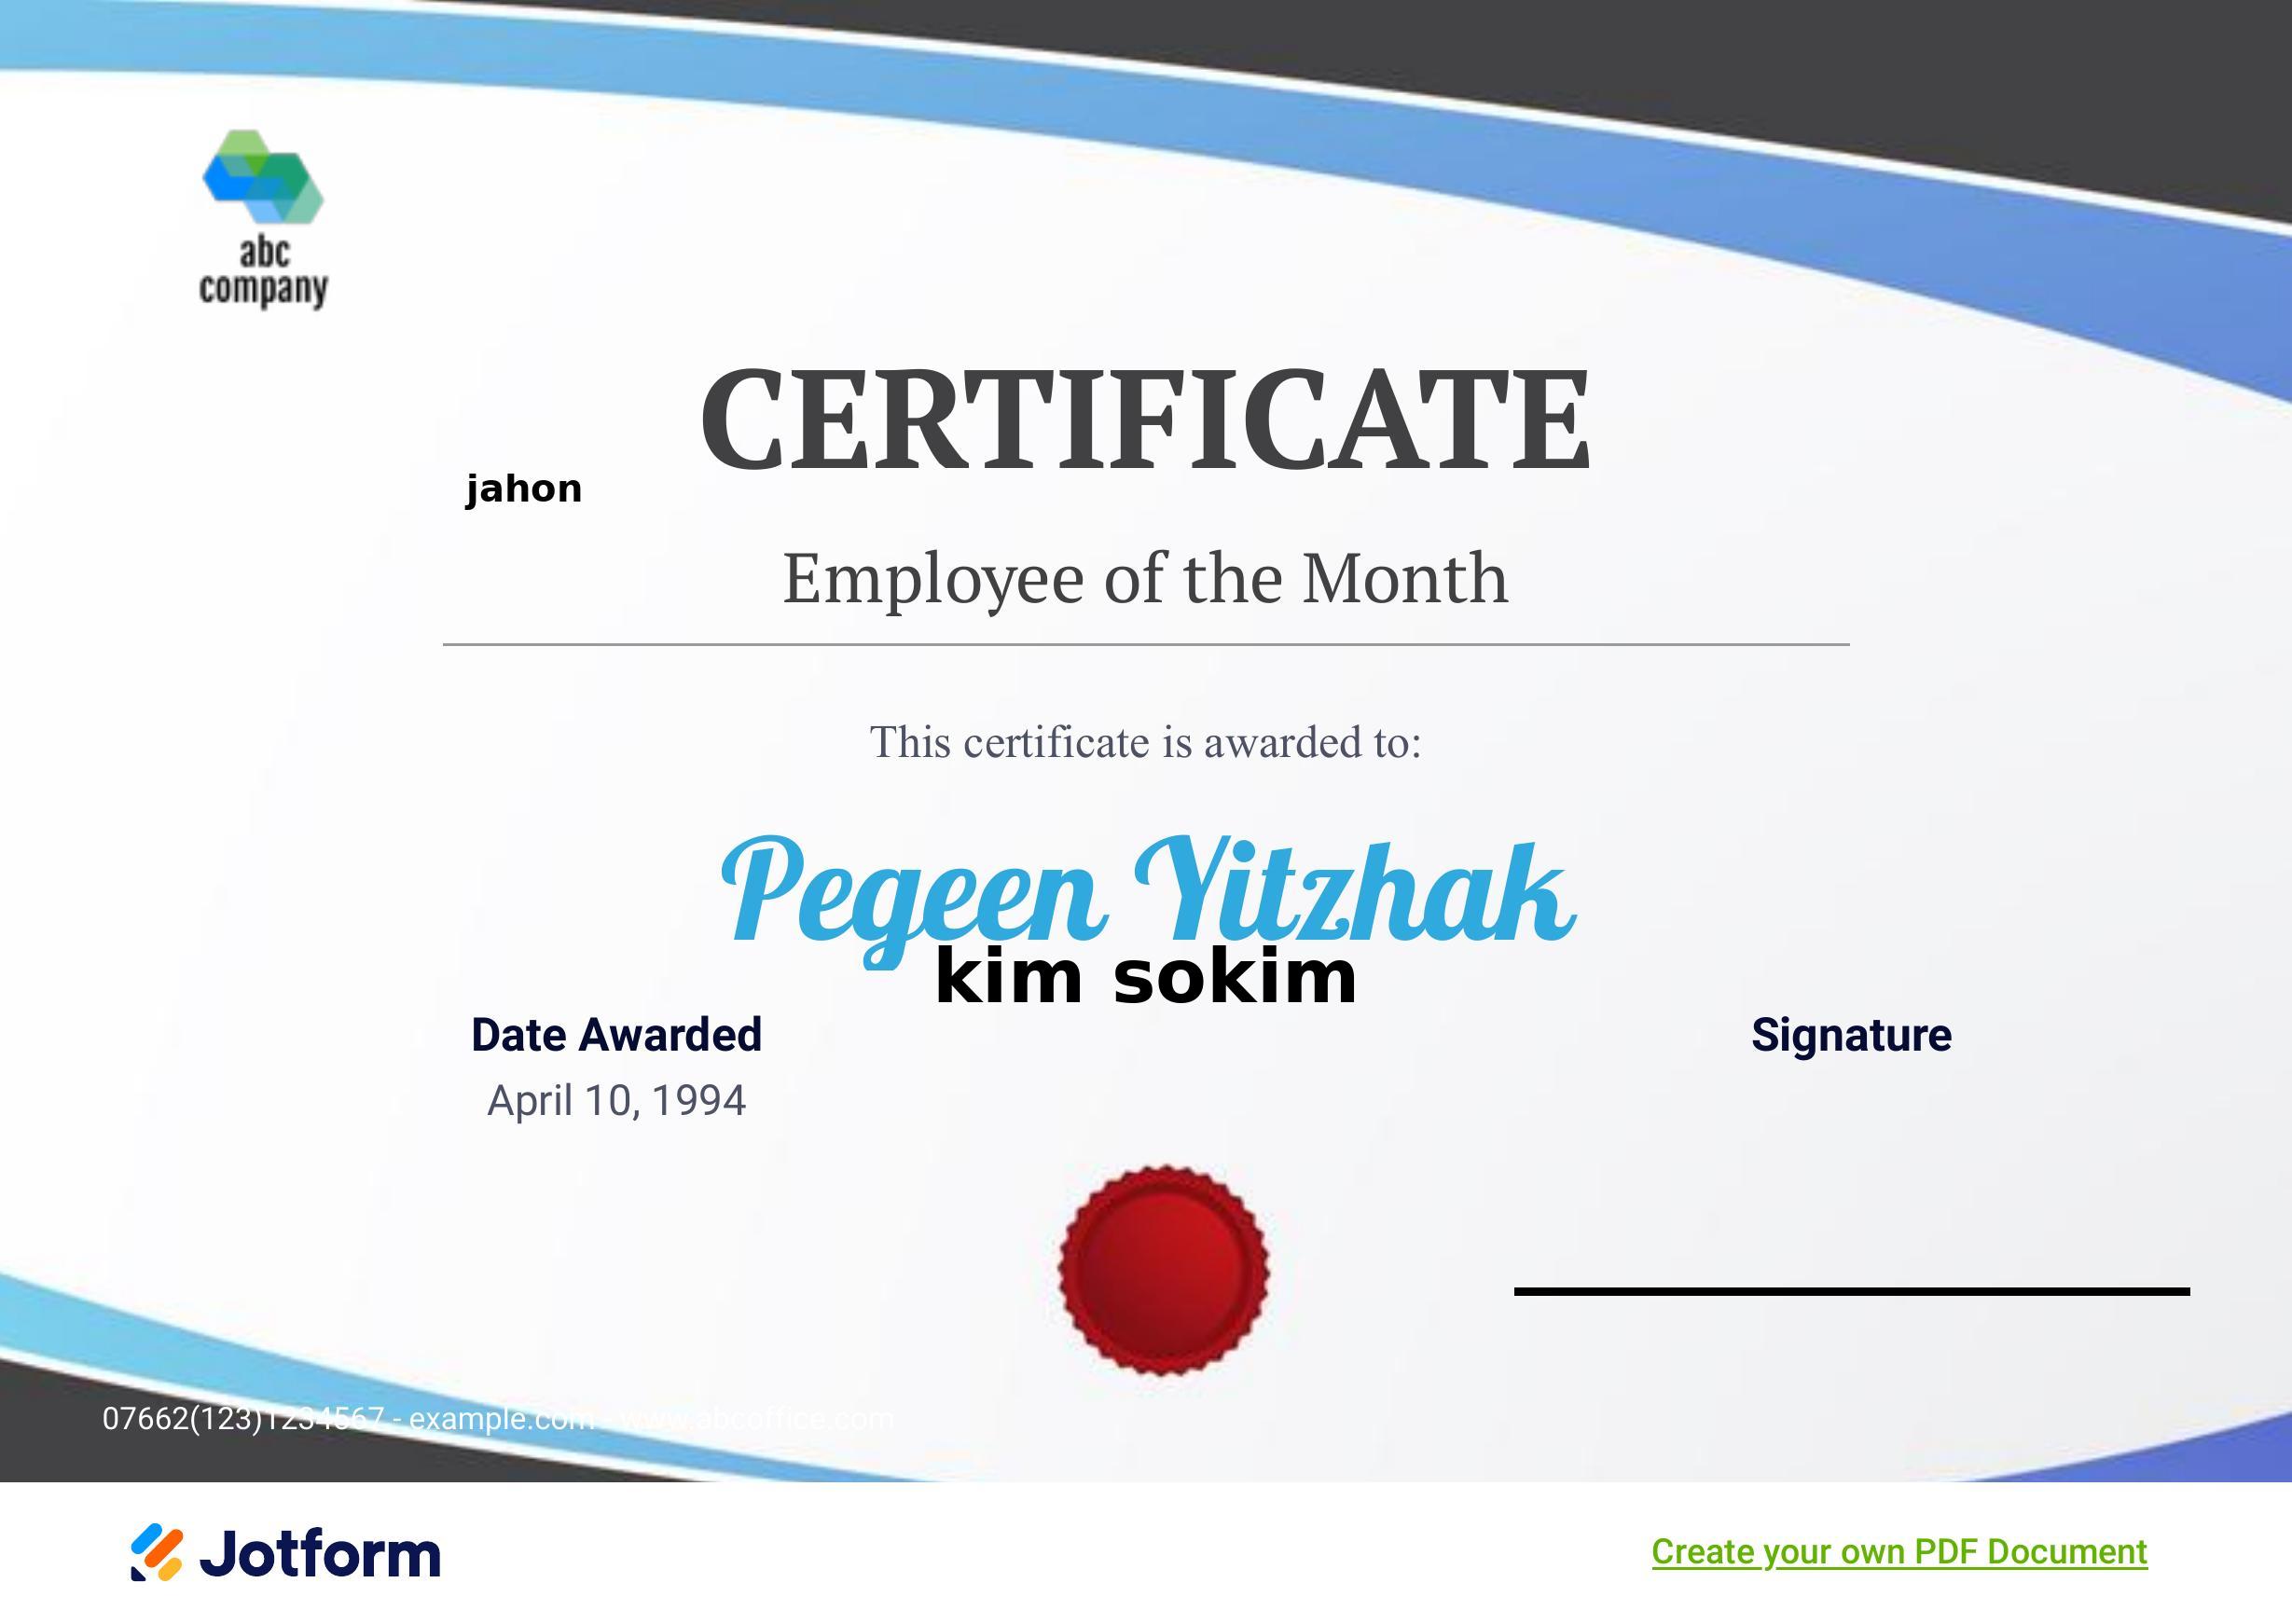 abc
company
CERTIFICATE
jahon
Employee of the Month
This certificate is awarded to:
Pegeen Yitzhak
kim sokim
Date Awarded
Signature
April 10, 1994
07662(123)1234567 - example.com - www.abcoffice.com
Jotform
Create your own PDF Document